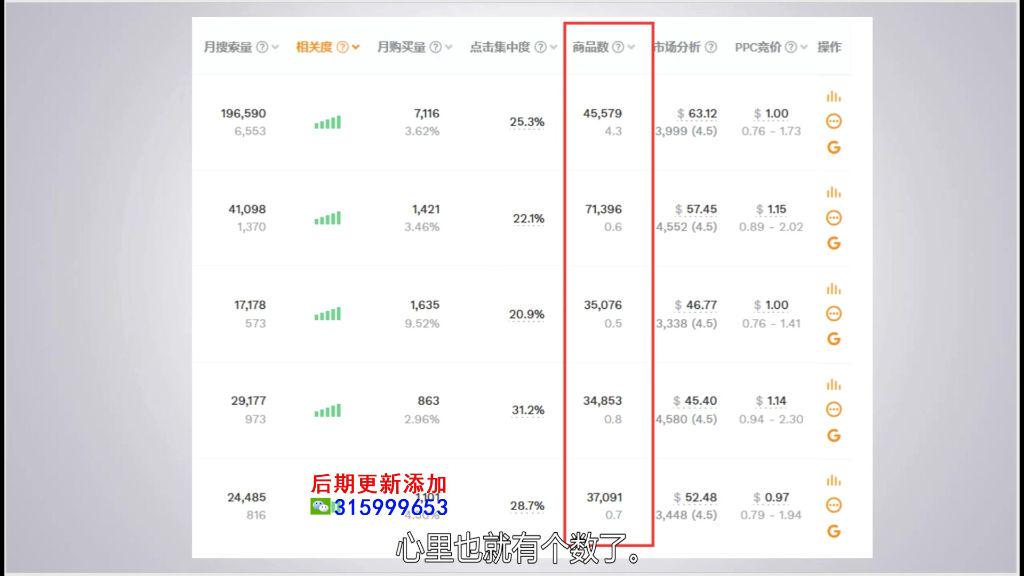 月搜索量 相关度 月购买量 点击集中度 商品数 市场分析 PPC竞价 操作
196,590 7,116 25.3% 45,579 $ 63.12 $ 1.00
6,553 3.62% 4.3 3,999 (4.5) 0.76 - 1.73
41,098 1,421 22.1% 71,396 $ 57.45 $ 1.15
1,370 3.46% 0.6 4,552 (4.5) 0.89 - 2.02
17,178 1,635 20.9% 35,076 $ 46.77 $ 1.00
573 9.52% 0.5 3,338 (4.5) 0.76 - 1.41
29,177 863 31.2% 34,853 $ 45.40 $ 1.14
973 2.96% 0.8 4,580 (4.5) 0.94 - 2.30
后期更新添加
24,485 1,101 28.7% 37,091 $ 52.48 $ 0.97
315999653
816 0.7 3,448 (4.5) 0.79 - 1.94
心里也就有个数了。